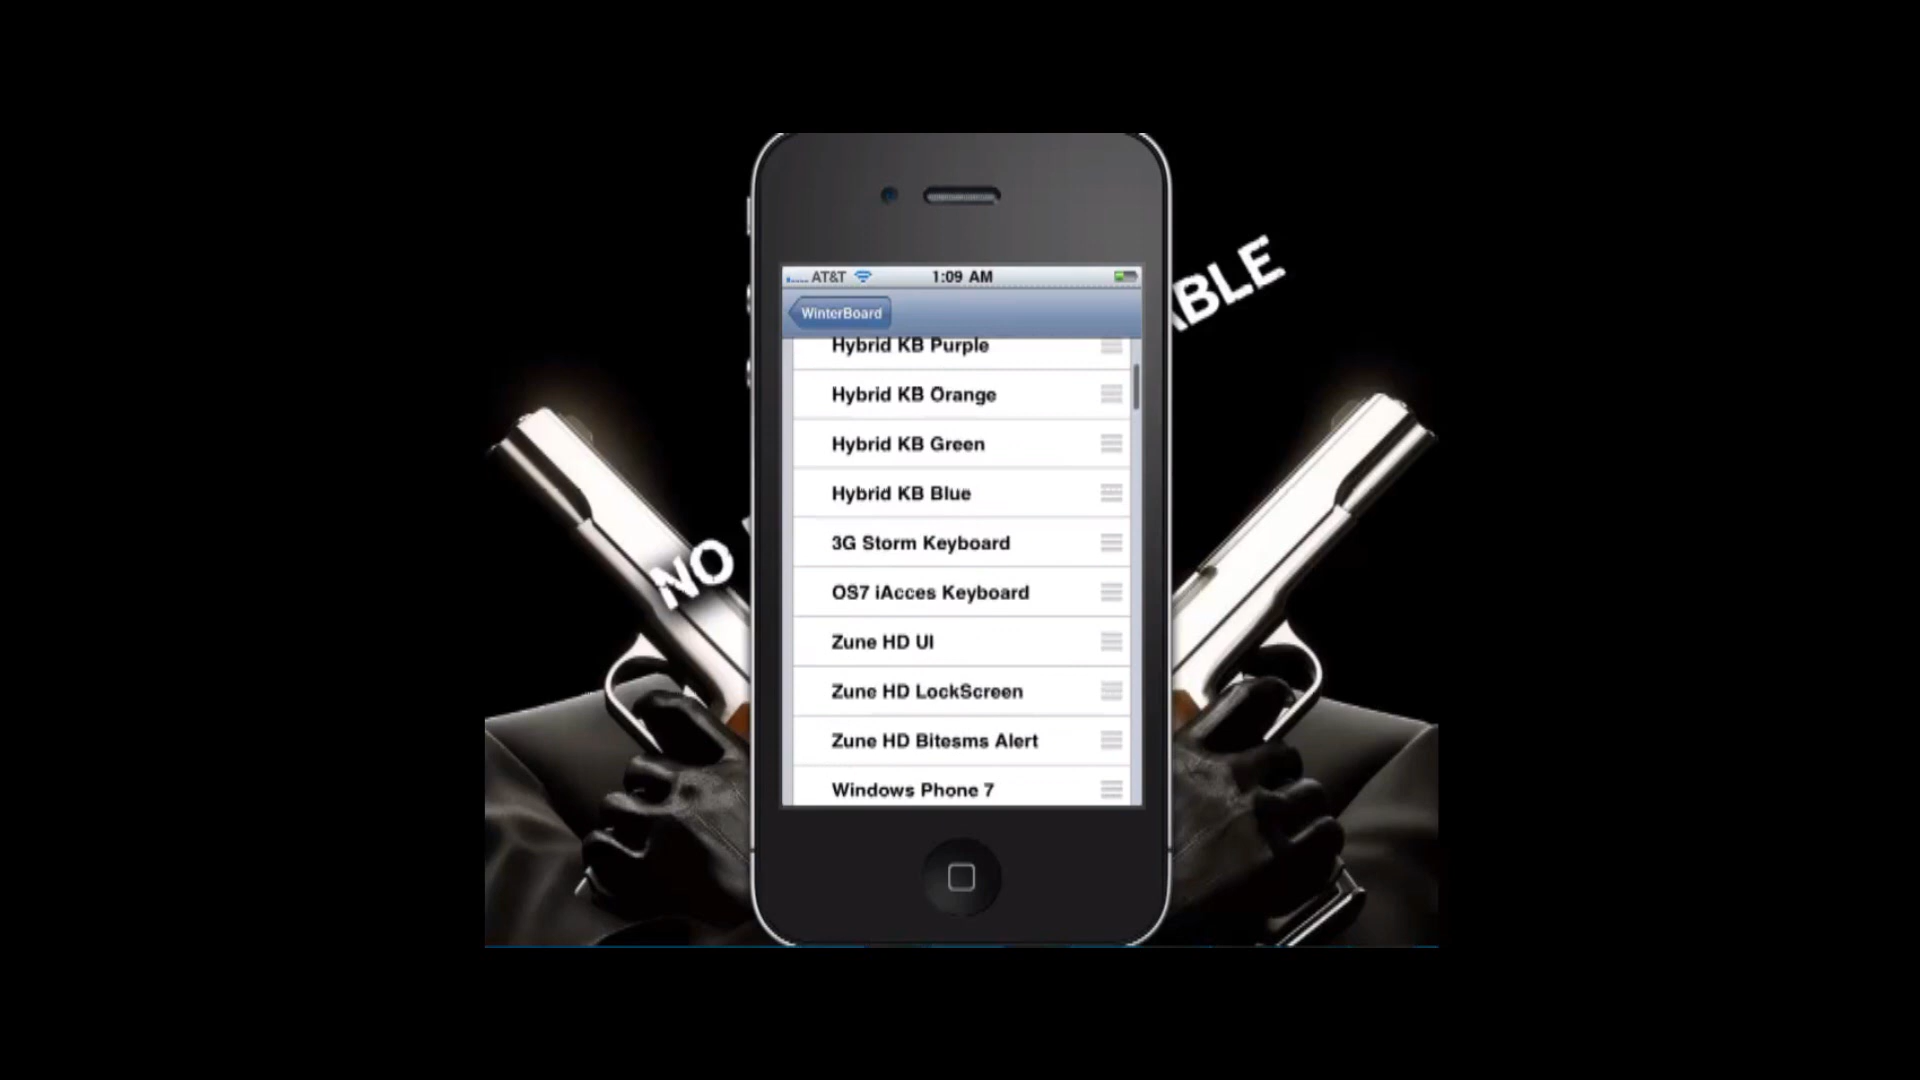 AT&T 1:09 AM
WinterBoard
Hybrid KB Purple
Hybrid KB Orange
Hybrid KB Green
Hybrid KB Blue
3G Storm Keyboard
OS7 iAcces Keyboard
Zune HD UI
Zune HD LockScreen
Zune HD Bitesms Alert
Windows Phone 7
NO
ABLE